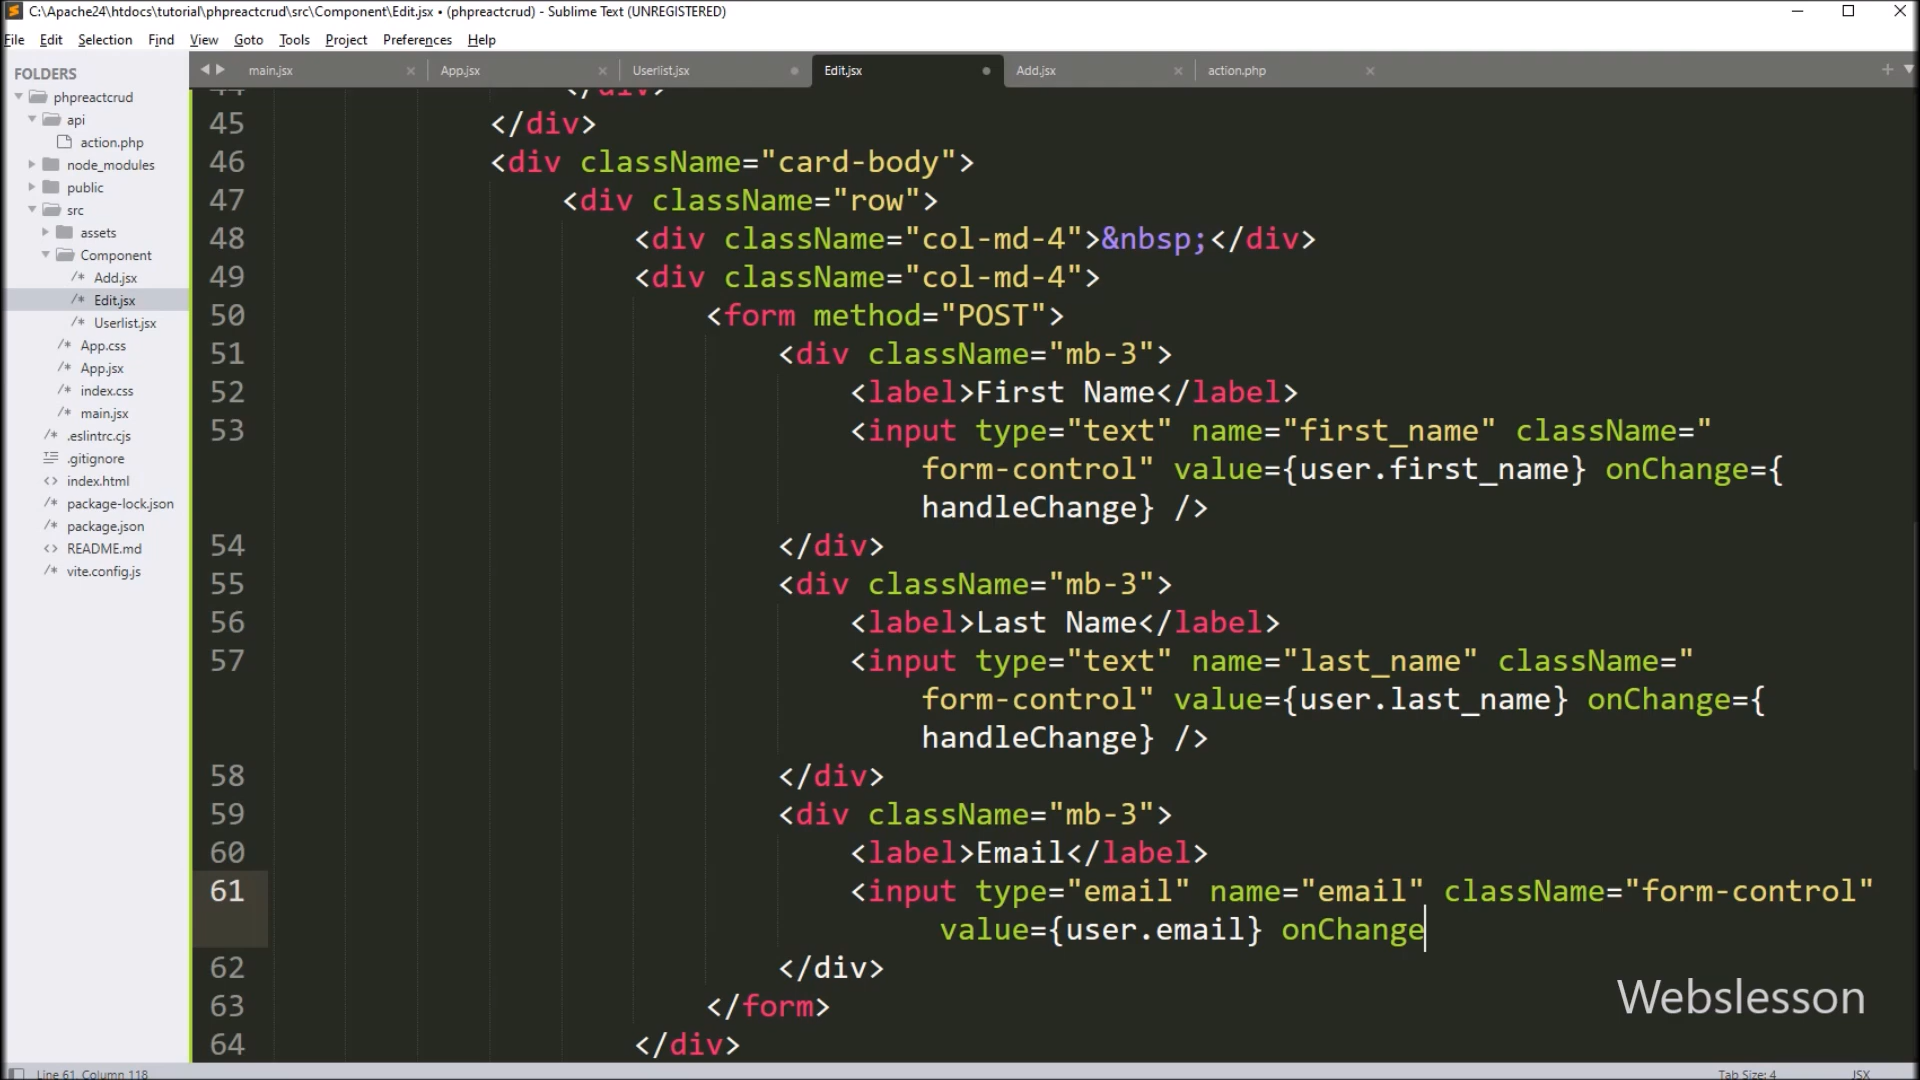 C:\Apache24\htdocs\tutorial\phpreactcrud\src\Component\Edit.jsx • (phpreactcrud) - Sublime Text (UNREGISTERED)
File Edit Selection Find View Goto Tools Project Preferences Help
FOLDERS
phpreactcrud
api
action.php
node_modules
public
src
assets
Component
/* Add.jsx
/* Edit.jsx
/* Userlist.jsx
/* App.css
/* App.jsx
/* index.css
/* main.jsx
/* .eslintrc.cjs
.gitignore
<> index.html
/* package-lock.json
/* package.json
<> README.md
/* vite.config.js
main.jsx × App.jsx × Userlist.jsx • Edit.jsx • Add.jsx × action.php ×
44 </div>
45 </div>
46 <div className="card-body">
47 <div className="row">
48 <div className="col-md-4">&nbsp;</div>
49 <div className="col-md-4">
50 <form method="POST">
51 <div className="mb-3">
52 <label>First Name</label>
53 <input type="text" name="first_name" className="
form-control" value={user.first_name} onChange={
handleChange} />
54 </div>
55 <div className="mb-3">
56 <label>Last Name</label>
57 <input type="text" name="last_name" className="
form-control" value={user.last_name} onChange={
handleChange} />
58 </div>
59 <div className="mb-3">
60 <label>Email</label>
61 <input type="email" name="email" className="form-control"
value={user.email} onChange
62 </div>
63 </form>
64 </div>
Webslesson
Line 61, Column 118
Tab Size: 4
JSX